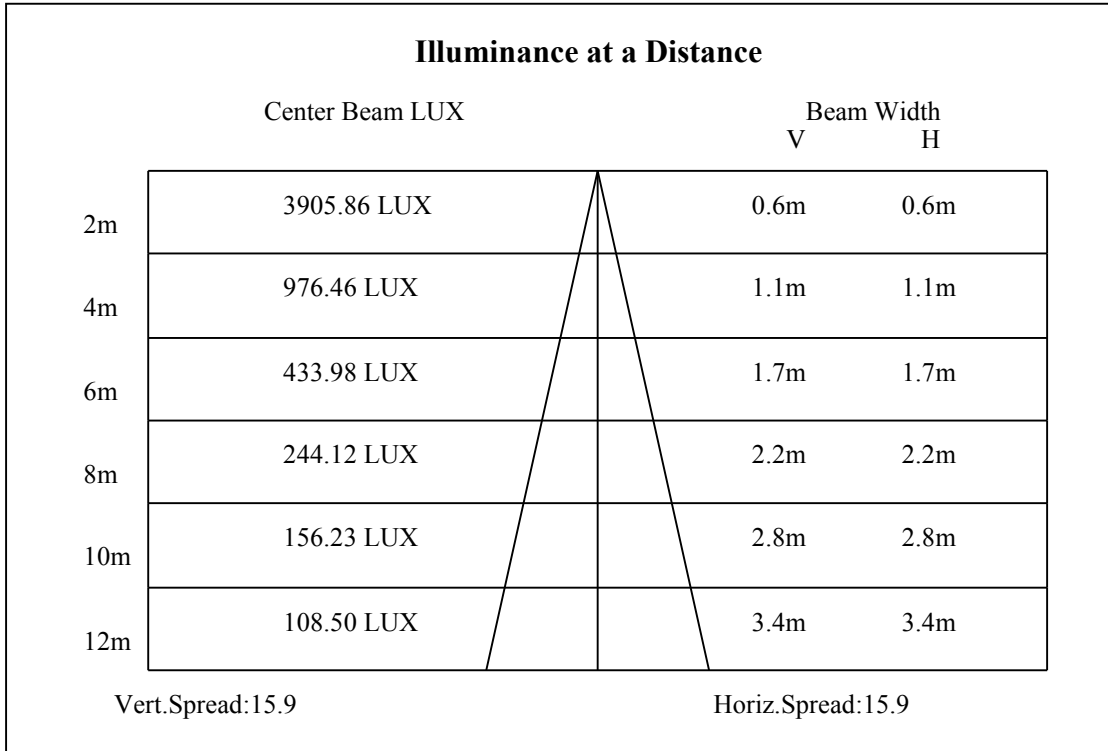 Illuminance at a Distance
Center Beam LUX Beam Width
V H
2m 3905.86 LUX 0.6m 0.6m
4m 976.46 LUX 1.1m 1.1m
6m 433.98 LUX 1.7m 1.7m
8m 244.12 LUX 2.2m 2.2m
10m 156.23 LUX 2.8m 2.8m
12m 108.50 LUX 3.4m 3.4m
Vert.Spread:15.9 Horiz.Spread:15.9